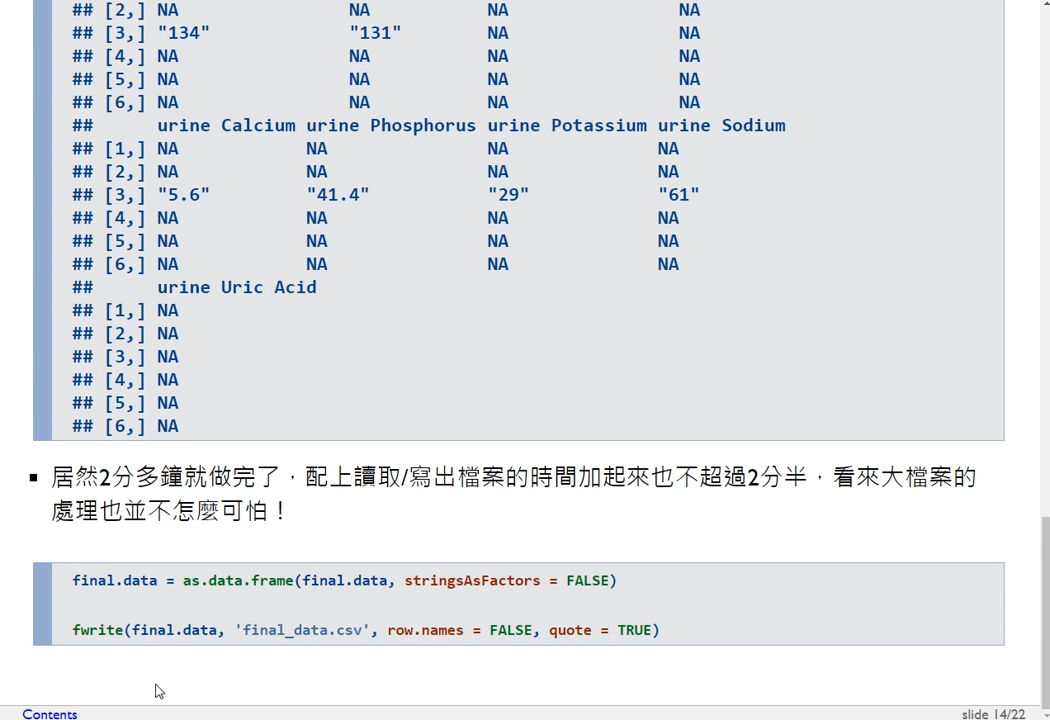 ## [2,] NA                NA           NA                NA
## [3,] "134"             "131"        NA                NA
## [4,] NA                NA           NA                NA
## [5,] NA                NA           NA                NA
## [6,] NA                NA           NA                NA
##      urine Calcium urine Phosphorus urine Potassium urine Sodium
## [1,] NA            NA               NA              NA
## [2,] NA            NA               NA              NA
## [3,] "5.6"         "41.4"           "29"            "61"
## [4,] NA            NA               NA              NA
## [5,] NA            NA               NA              NA
## [6,] NA            NA               NA              NA
##      urine Uric Acid
## [1,] NA
## [2,] NA
## [3,] NA
## [4,] NA
## [5,] NA
## [6,] NA
▪ 居然2分多鐘就做完了，配上讀取/寫出檔案的時間加起來也不超過2分半，看來大檔案的
處理也並不怎麼可怕！
final.data = as.data.frame(final.data, stringsAsFactors = FALSE)
fwrite(final.data, 'final_data.csv', row.names = FALSE, quote = TRUE)
Contents
slide 14/22